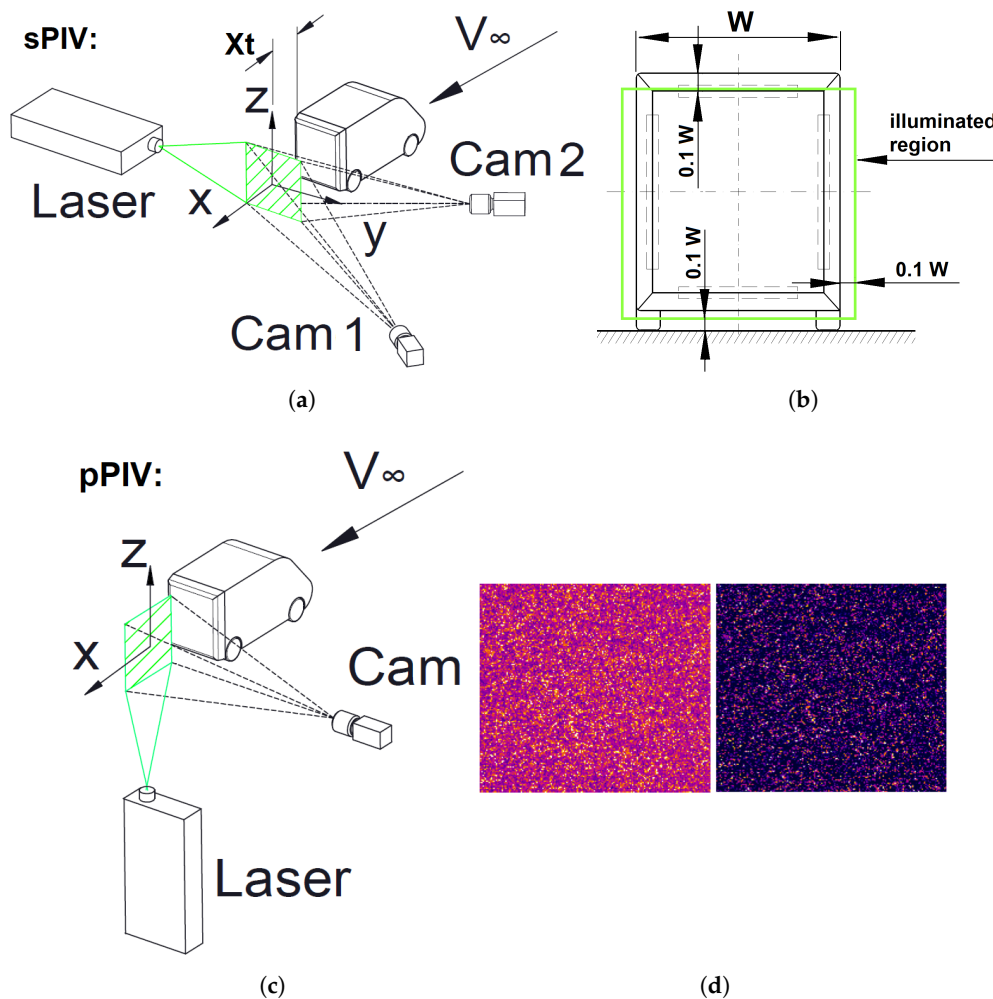 sPIV:
Xt
V∞
z
Laser
x
y
Cam 2
Cam 1
(a)
W
0.1 W
illuminated
region
0.1 W
0.1 W
(b)
pPIV:
V∞
z
x
Cam
Laser
(c)
(d)